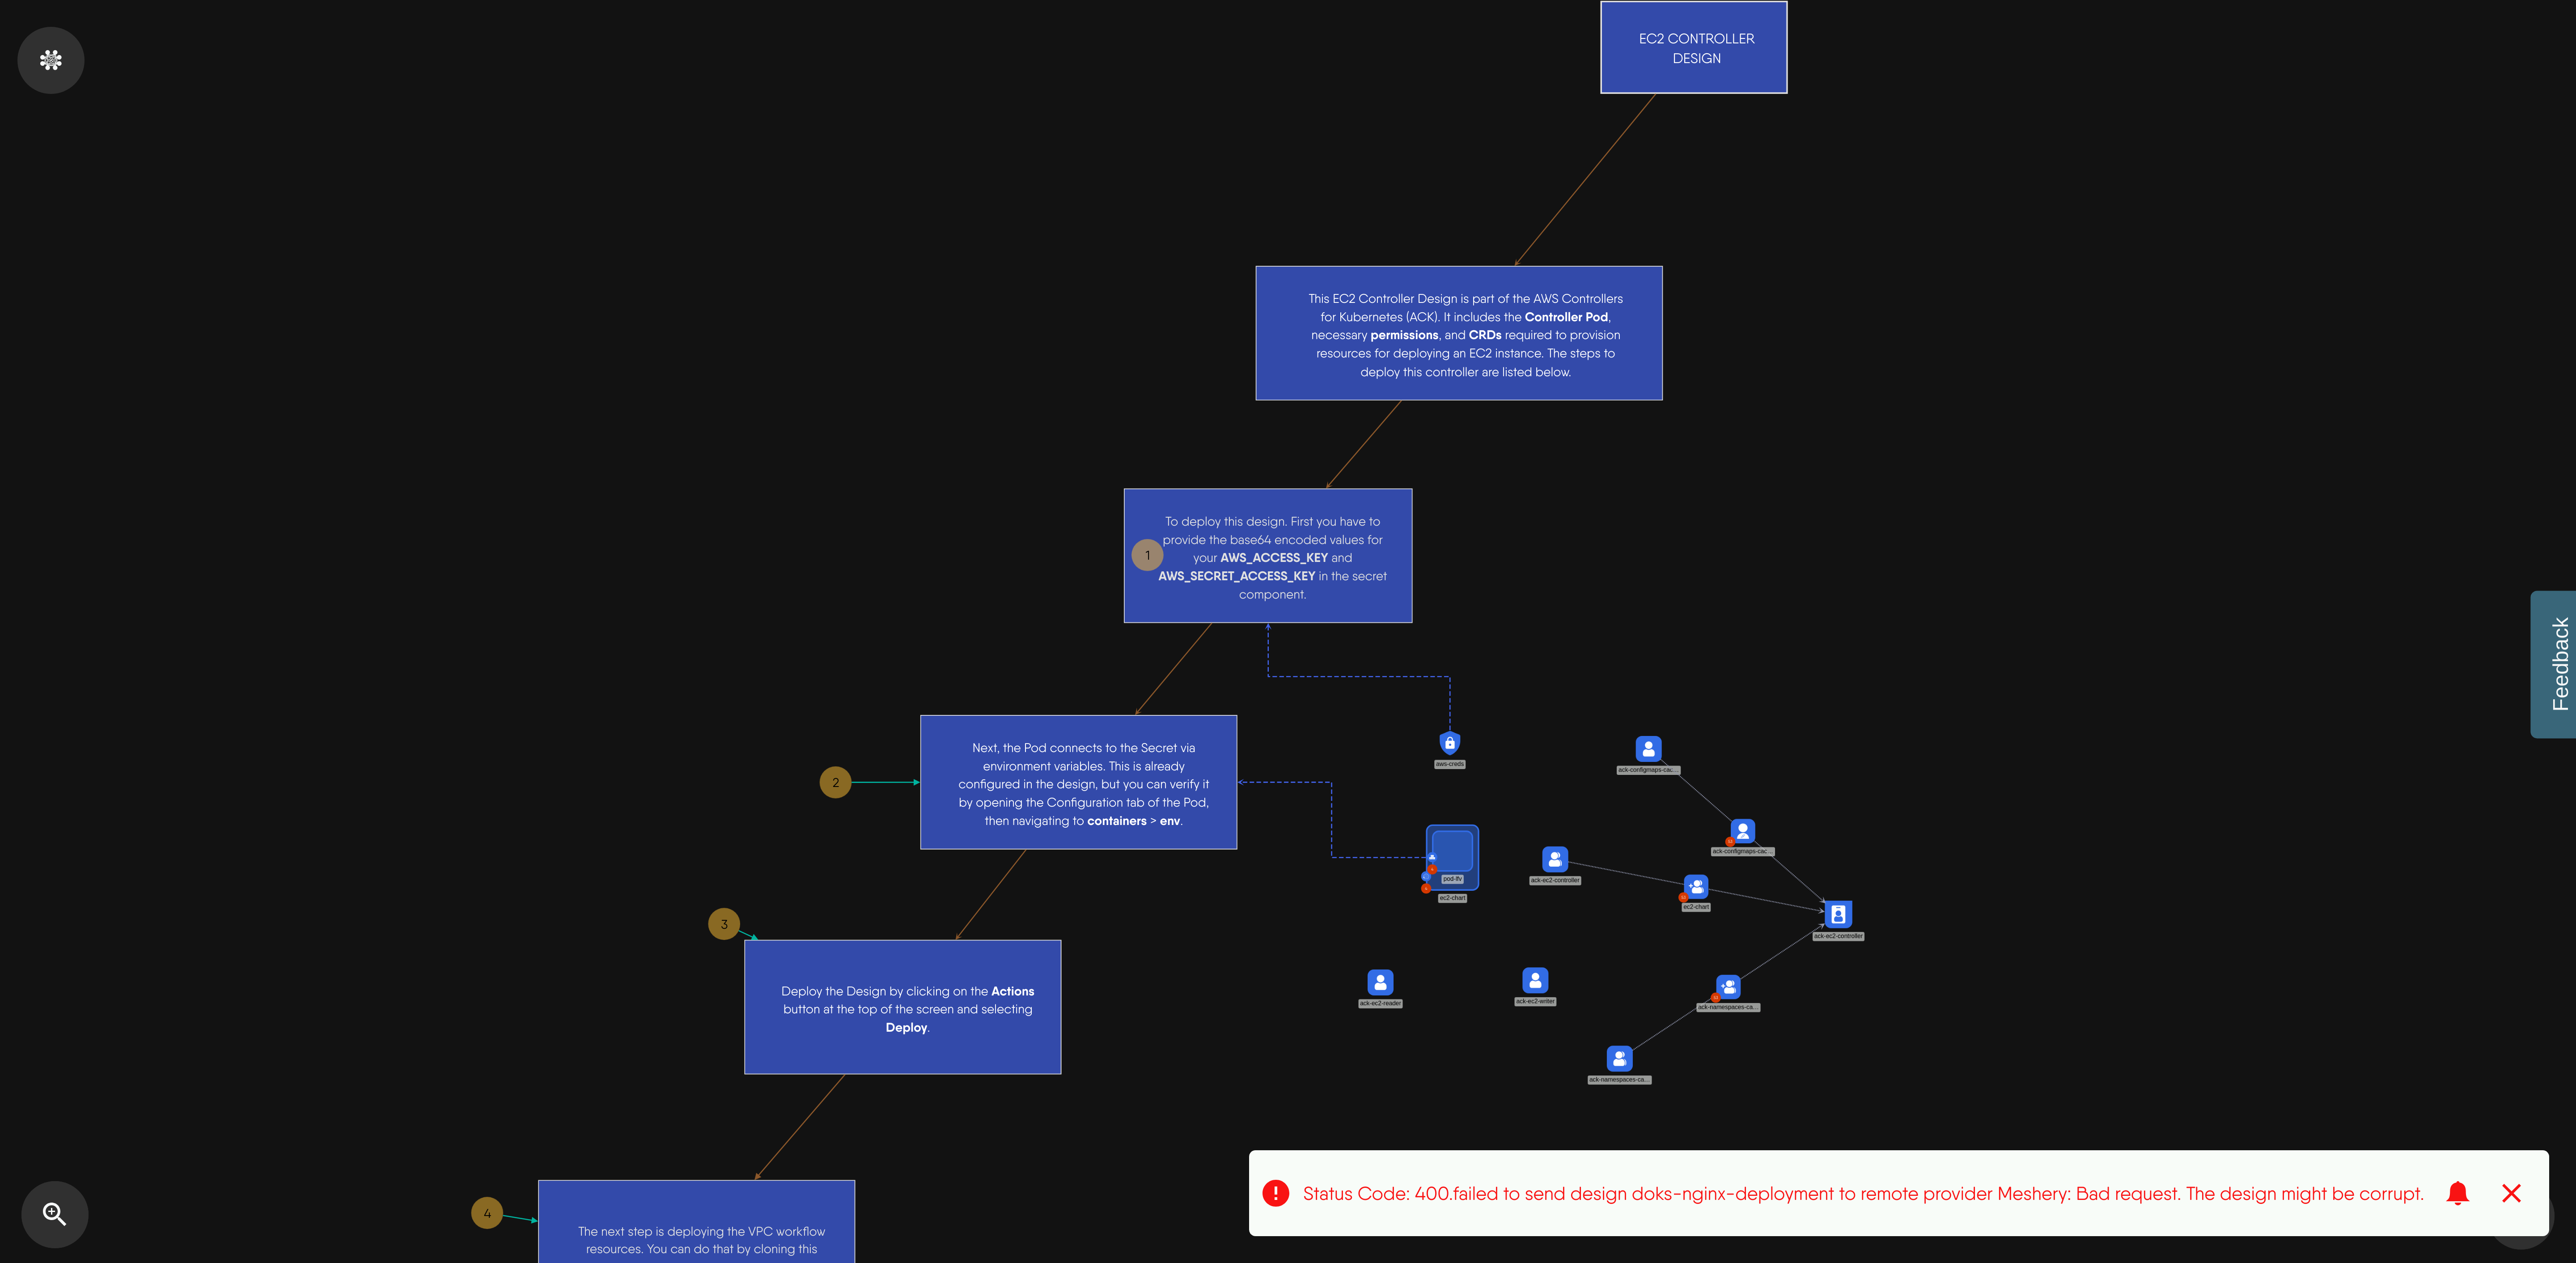 EC2 CONTROLLER
DESIGN
This EC2 Controller Design is part of the AWS Controllers
for Kubernetes (ACK). It includes the Controller Pod,
necessary permissions, and CRDs required to provision
resources for deploying an EC2 instance. The steps to
deploy this controller are listed below.
1
To deploy this design. First you have to
provide the base64 encoded values for
your AWS_ACCESS_KEY and
AWS_SECRET_ACCESS_KEY in the secret
component.
2
Next, the Pod connects to the Secret via
environment variables. This is already
configured in the design, but you can verify it
by opening the Configuration tab of the Pod,
then navigating to containers > env.
3
Deploy the Design by clicking on the Actions
button at the top of the screen and selecting
Deploy.
4
The next step is deploying the VPC workflow
resources. You can do that by cloning this
aws-creds
ack-configmaps-cac...
ack-configmaps-cac...
ack-ec2-controller
ec2-chart
ec2-chart
ack-ec2-controller
ack-ec2-reader
ack-ec2-writer
ack-namespaces-ca...
ack-namespaces-ca...
Feedback
Status Code: 400.failed to send design doks-nginx-deployment to remote provider Meshery: Bad request. The design might be corrupt.